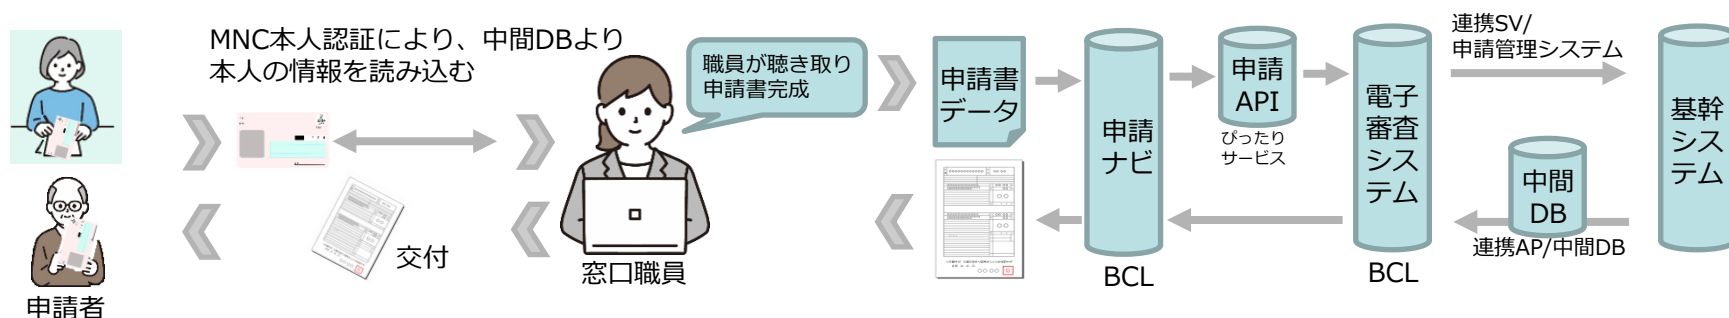 MNC本人認証により、中間DBより
本人の情報を読み込む
職員が聴き取り
申請書完成
申請書
データ
申請
ナビ
BCL
申請
API
ぴったり
サービス
電子
審査
シス
テム
BCL
連携SV/
申請管理システム
中間
DB
連携AP/中間DB
基幹
シス
テム
交付
窓口職員
申請者